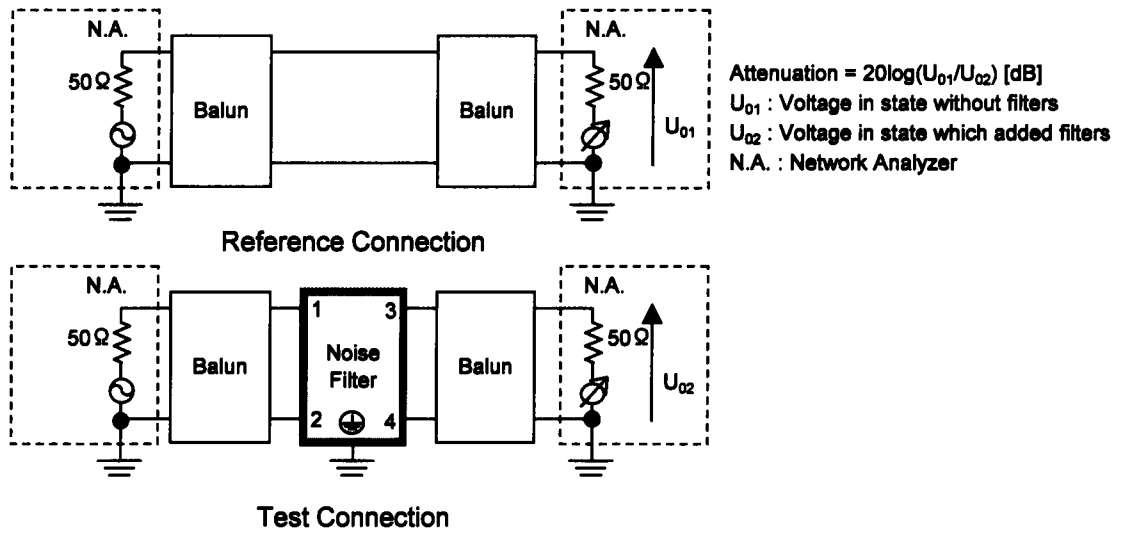 N.A.
N.A.
50Ω
Balun
Balun
50Ω
U01
Attenuation = 20log(U01/U02) [dB]
U01 : Voltage in state without filters
U02 : Voltage in state which added filters
N.A. : Network Analyzer
Reference Connection
N.A.
N.A.
50Ω
Balun
1
3
Noise
Filter
2
4
Balun
50Ω
U02
Test Connection